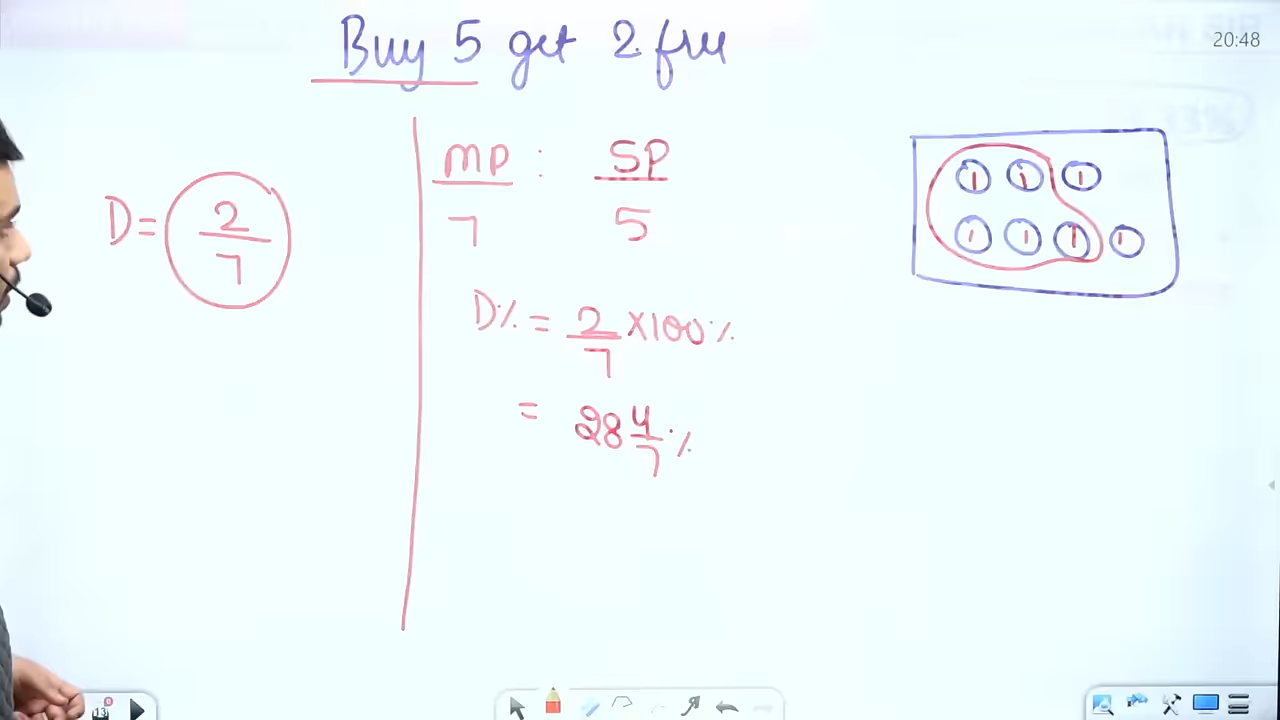 Buy 5 get 2 free
20:48
MP : SP
7 5
D = 2/7
D% = 2/7 × 100%
= 28 4/7 %
1 1 1
1 1 1 1
13